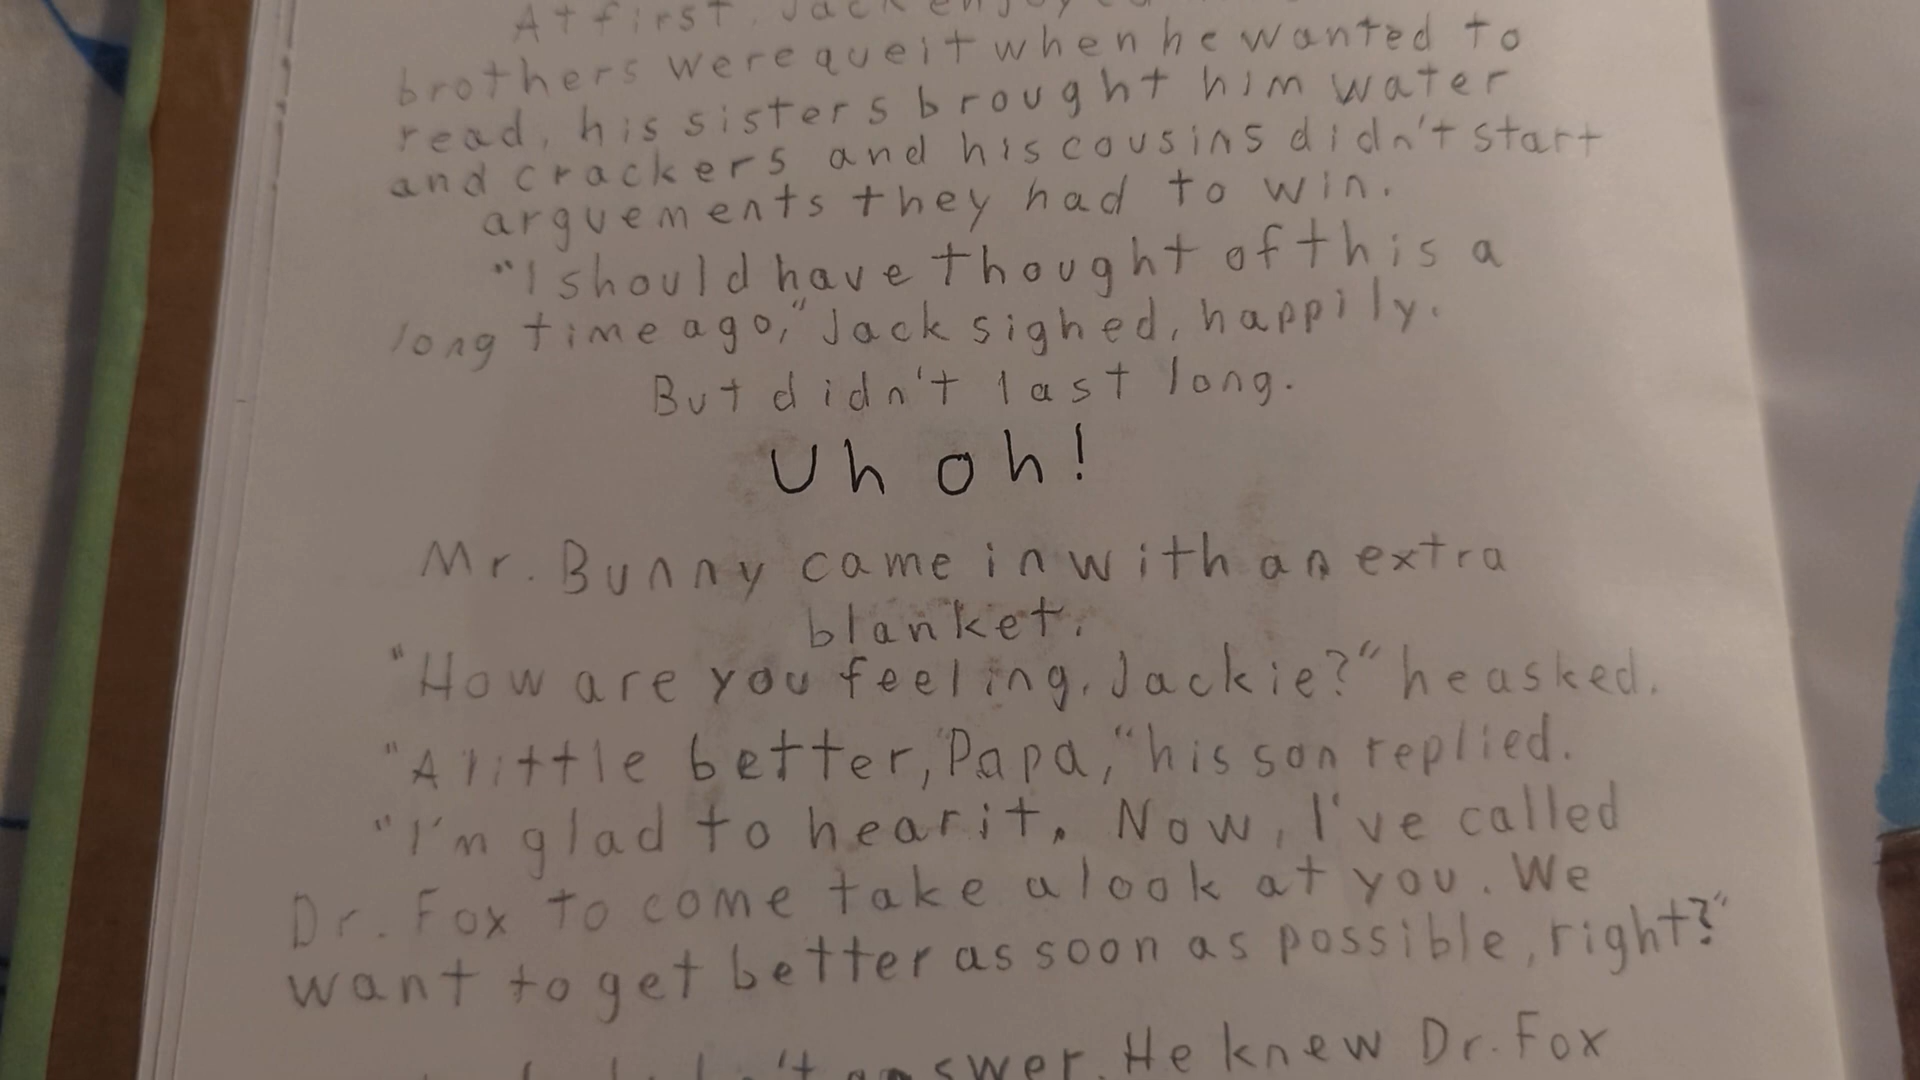 At first, Jack enjoyed
brothers were queit when he wanted to
read, his sisters brought him water
and crackers and his cousins didn't start
arguements they had to win.
"I should have thought of this a
long time ago," Jack sighed, happily.
But didn't last long.
Uh oh!
Mr. Bunny came in with an extra
blanket.
"How are you feeling, Jackie?" he asked.
"A little better, Papa," his son replied.
"I'm glad to hear it. Now, I've called
Dr. Fox to come take a look at you. We
want to get better as soon as possible, right?"
answer. He knew Dr. Fox